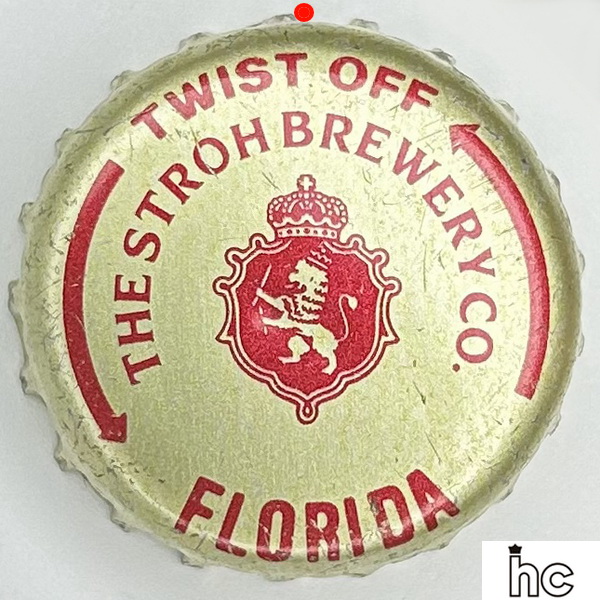 TWIST OFF
THE STROH BREWERY CO.
FLORIDA
hc